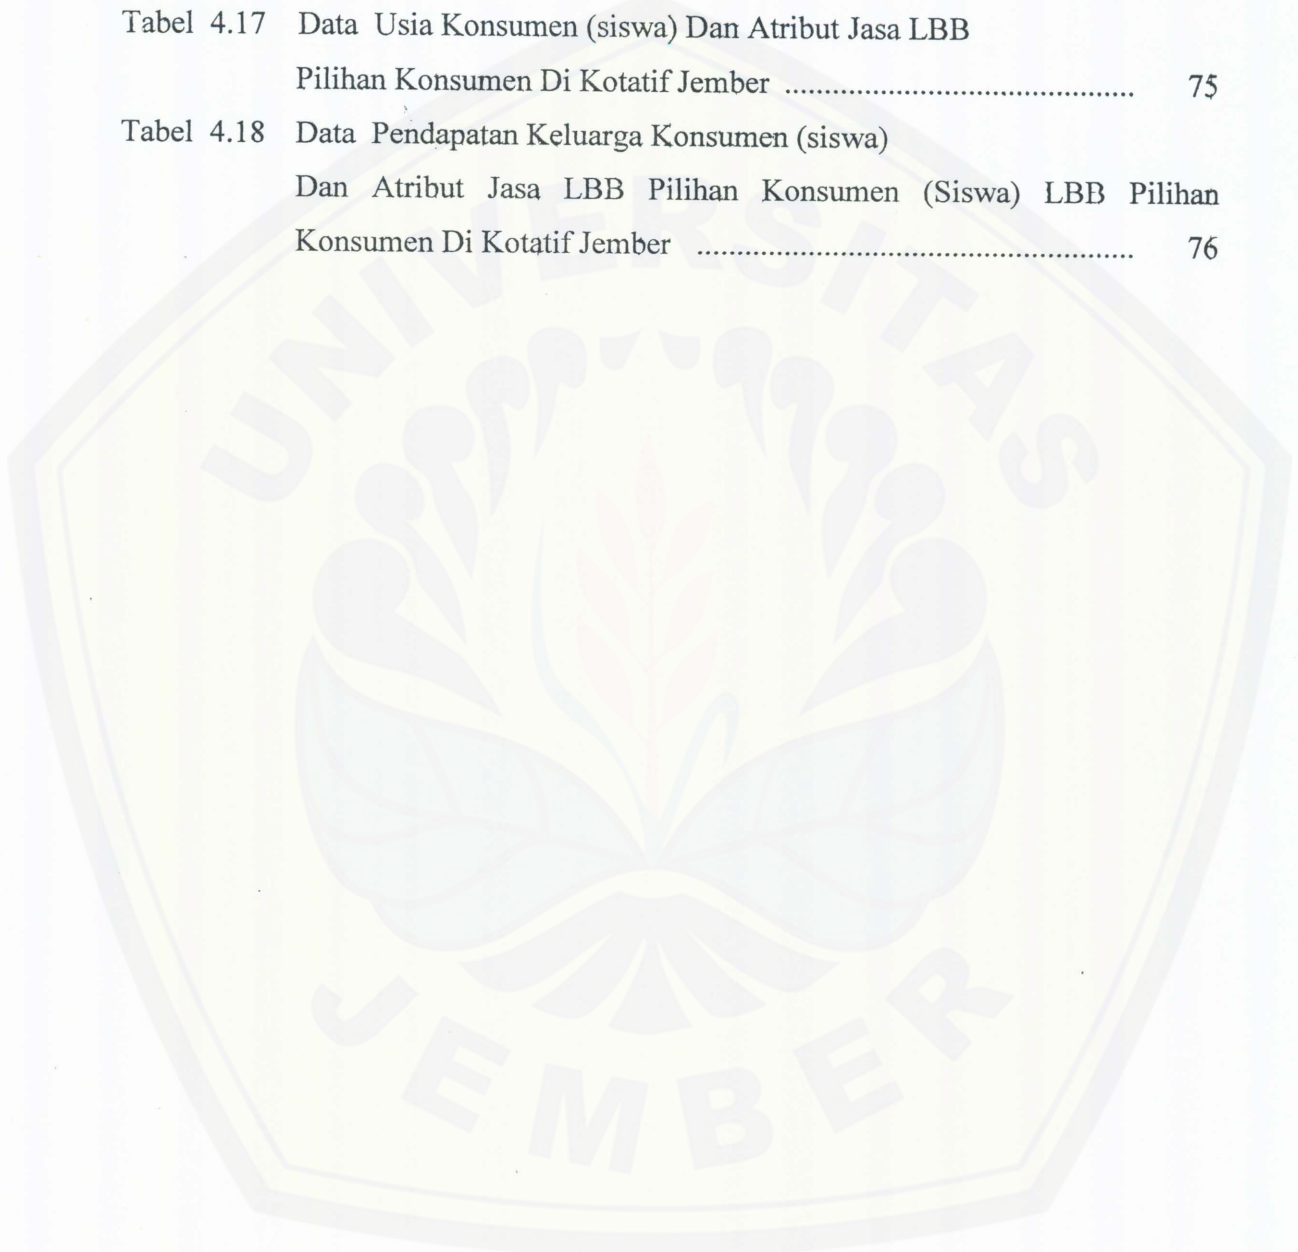 Tabel 4.17 Data Usia Konsumen (siswa) Dan Atribut Jasa LBB
Pilihan Konsumen Di Kotatif Jember ............................................ 75
Tabel 4.18 Data Pendapatan Keluarga Konsumen (siswa)
Dan Atribut Jasa LBB Pilihan Konsumen (Siswa) LBB Pilihan
Konsumen Di Kotatif Jember ........................................................ 76
UNIVERSITAS
JEMBER